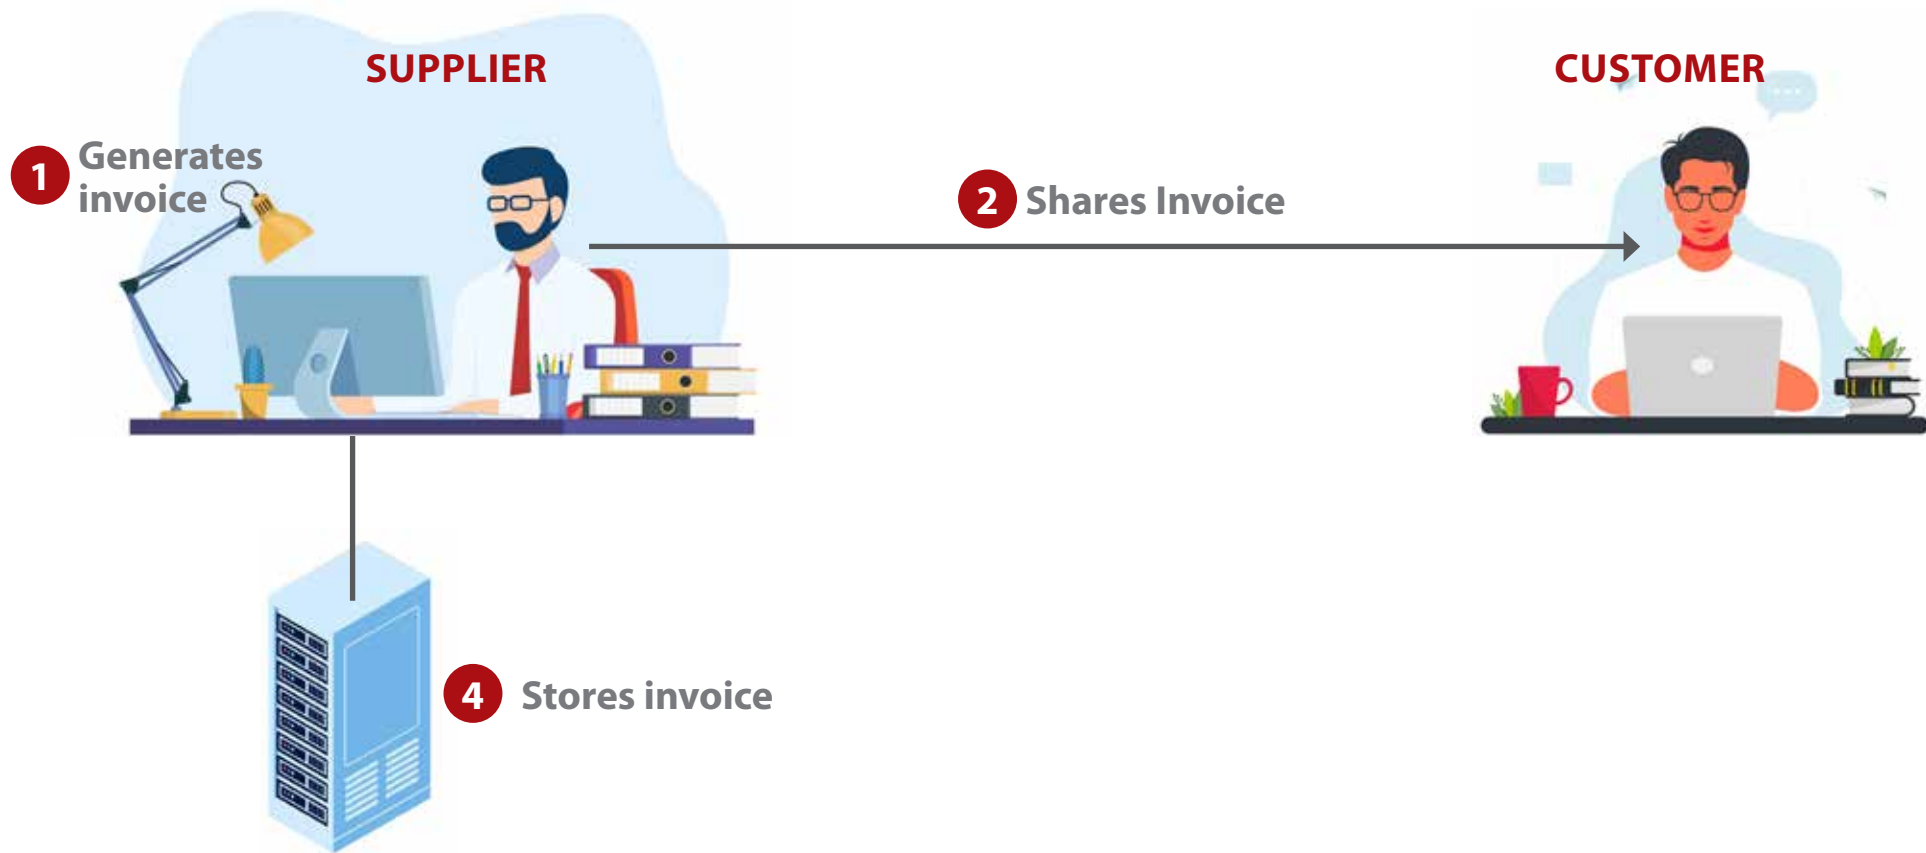 SUPPLIER
CUSTOMER
1 Generates
invoice
2 Shares Invoice
4 Stores invoice